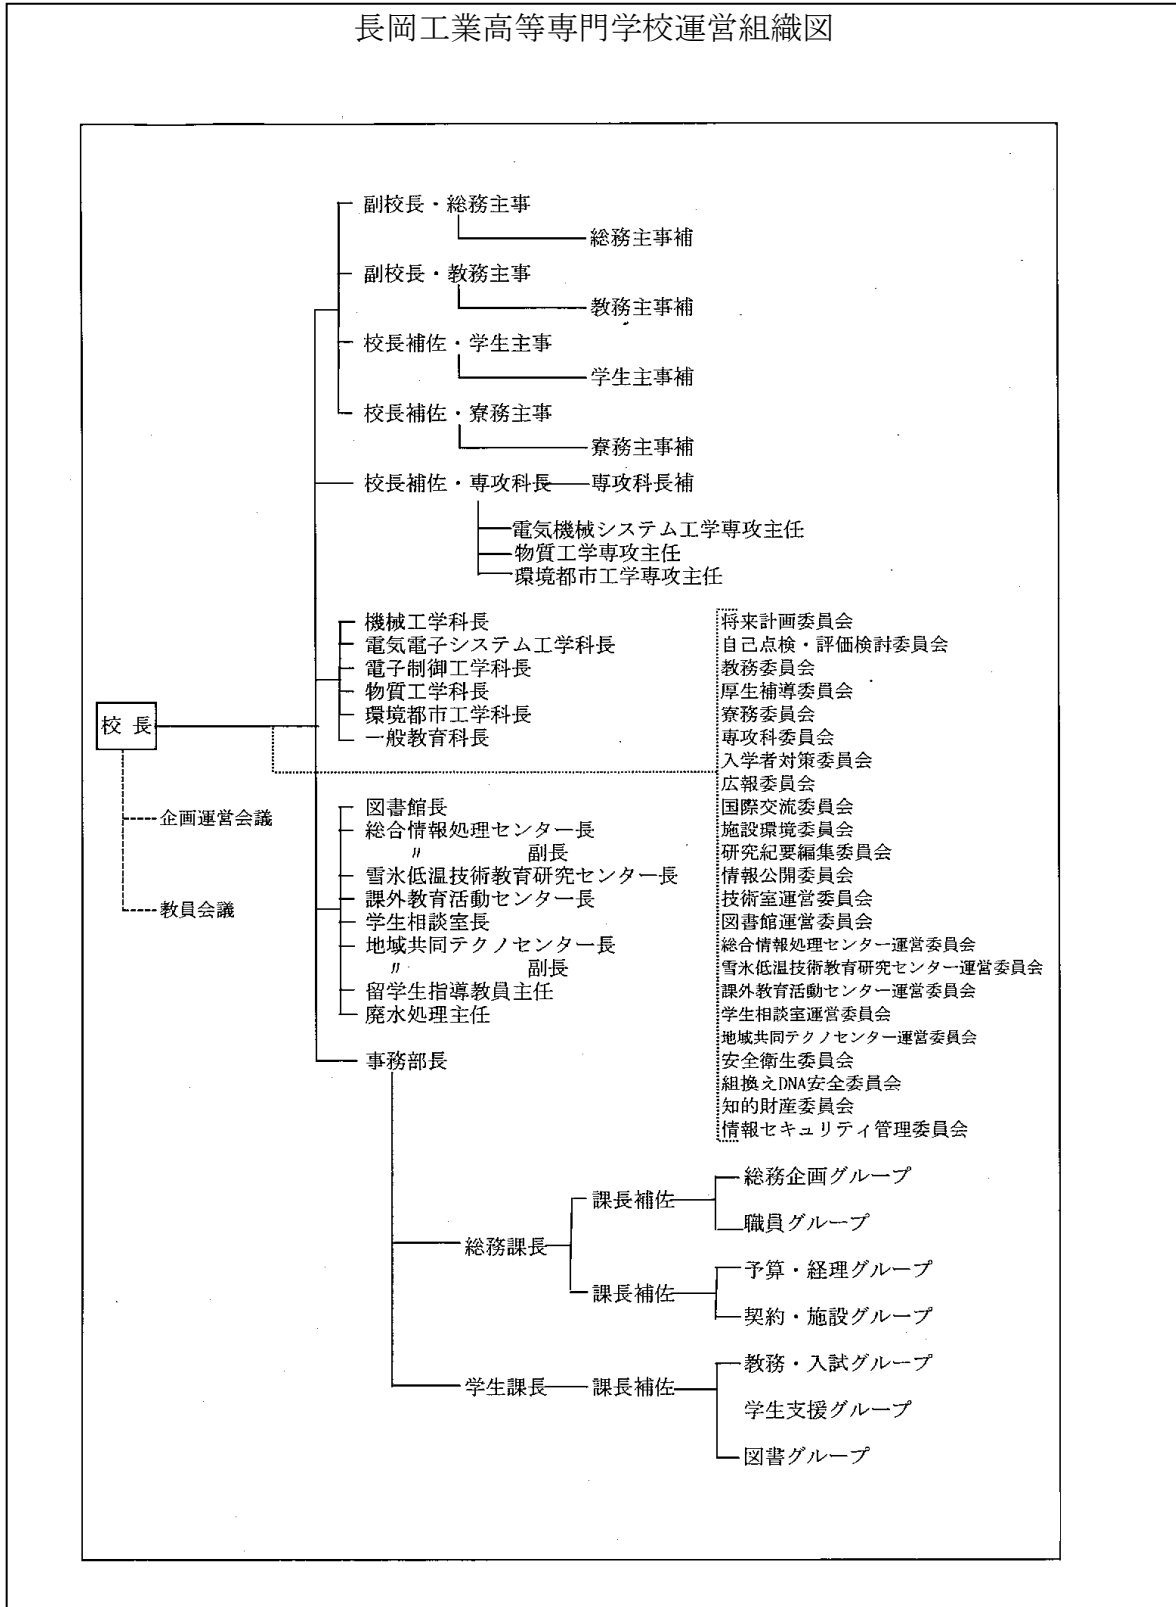 長岡工業高等専門学校運営組織図
副校長・総務主事
総務主事補
副校長・教務主事
教務主事補
校長補佐・学生主事
学生主事補
校長補佐・寮務主事
寮務主事補
校長補佐・専攻科長
専攻科長補
電気機械システム工学専攻主任
物質工学専攻主任
環境都市工学専攻主任
機械工学科長
電気電子システム工学科長
電子制御工学科長
物質工学科長
環境都市工学科長
一般教育科長
校長
企画運営会議
教員会議
図書館長
総合情報処理センター長
〃 副長
雪氷低温技術教育研究センター長
課外教育活動センター長
学生相談室長
地域共同テクノセンター長
〃 副長
留学生指導教員主任
廃水処理主任
将来計画委員会
自己点検・評価検討委員会
教務委員会
厚生補導委員会
寮務委員会
専攻科委員会
入学者対策委員会
広報委員会
国際交流委員会
施設環境委員会
研究紀要編集委員会
情報公開委員会
技術室運営委員会
図書館運営委員会
総合情報処理センター運営委員会
雪氷低温技術教育研究センター運営委員会
課外教育活動センター運営委員会
学生相談室運営委員会
地域共同テクノセンター運営委員会
安全衛生委員会
組換えDNA安全委員会
知的財産委員会
情報セキュリティ管理委員会
事務部長
総務課長
課長補佐
総務企画グループ
職員グループ
課長補佐
予算・経理グループ
契約・施設グループ
学生課長
課長補佐
教務・入試グループ
学生支援グループ
図書グループ